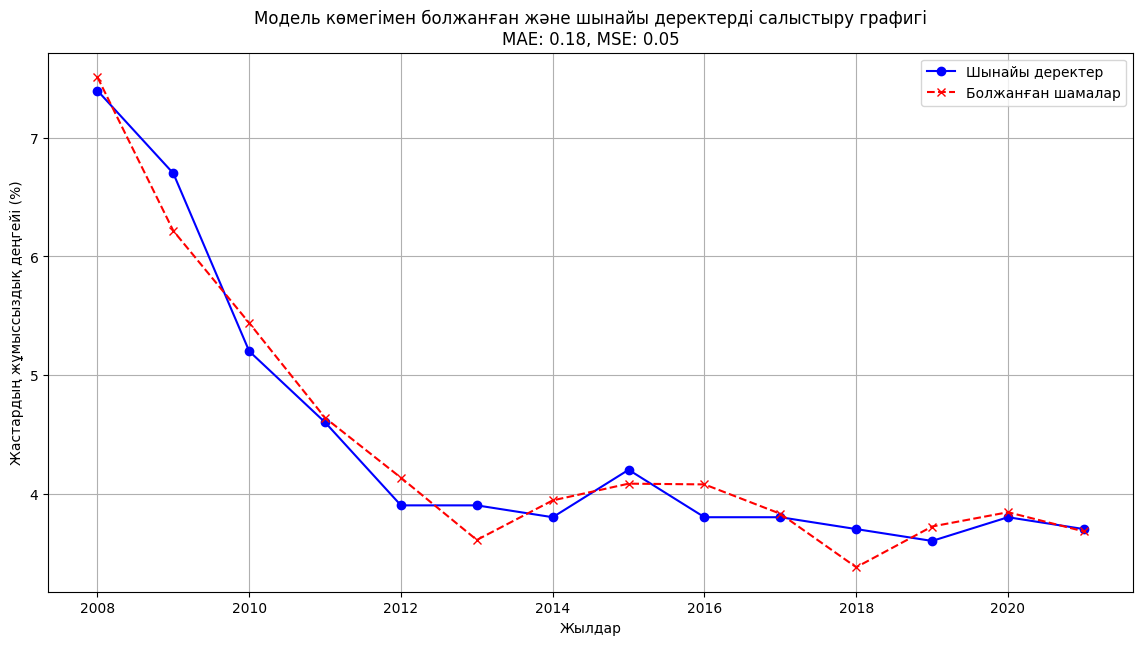 Модель көмегімен болжанған және шынайы деректерді салыстыру графигі
MAE: 0.18, MSE: 0.05
Шынайы деректер
Болжанған шамалар
Жастардың жұмыссыздық деңгейі (%)
7
6
5
4
2008
2010
2012
2014
2016
2018
2020
Жылдар